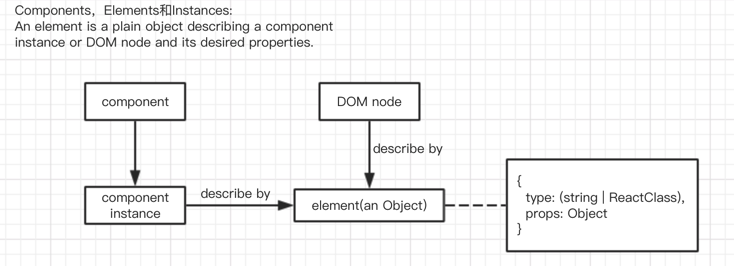 Components，Elements和Instances:
An element is a plain object describing a component
instance or DOM node and its desired properties.
component
DOM node
describe by
component
instance
describe by
element(an Object)
{
type: (string | ReactClass),
props: Object
}